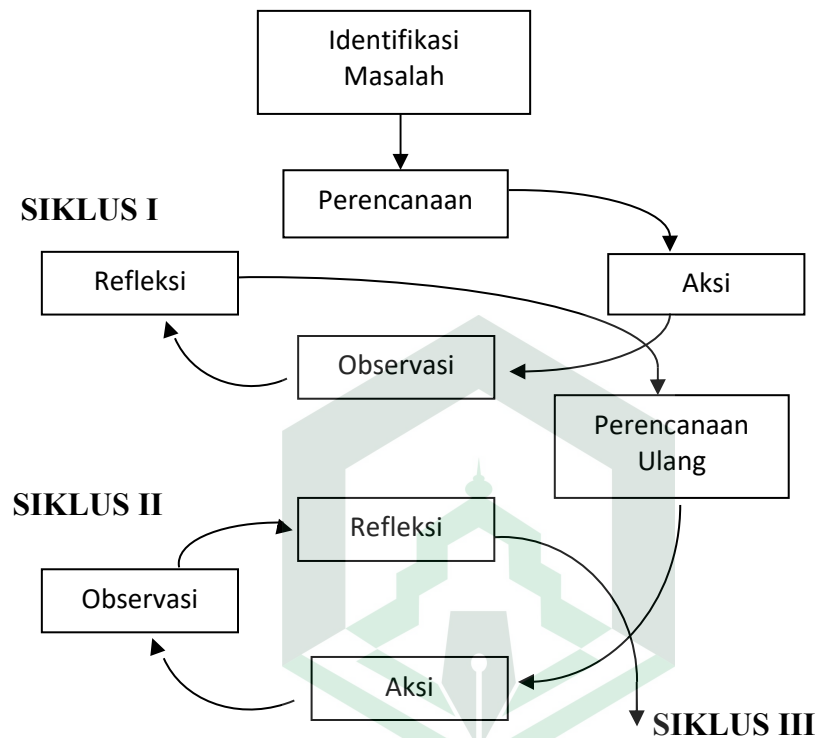 Identifikasi
Masalah
Perencanaan
SIKLUS I
Refleksi
Aksi
Observasi
Perencanaan
Ulang
SIKLUS II
Refleksi
Observasi
Aksi
SIKLUS III